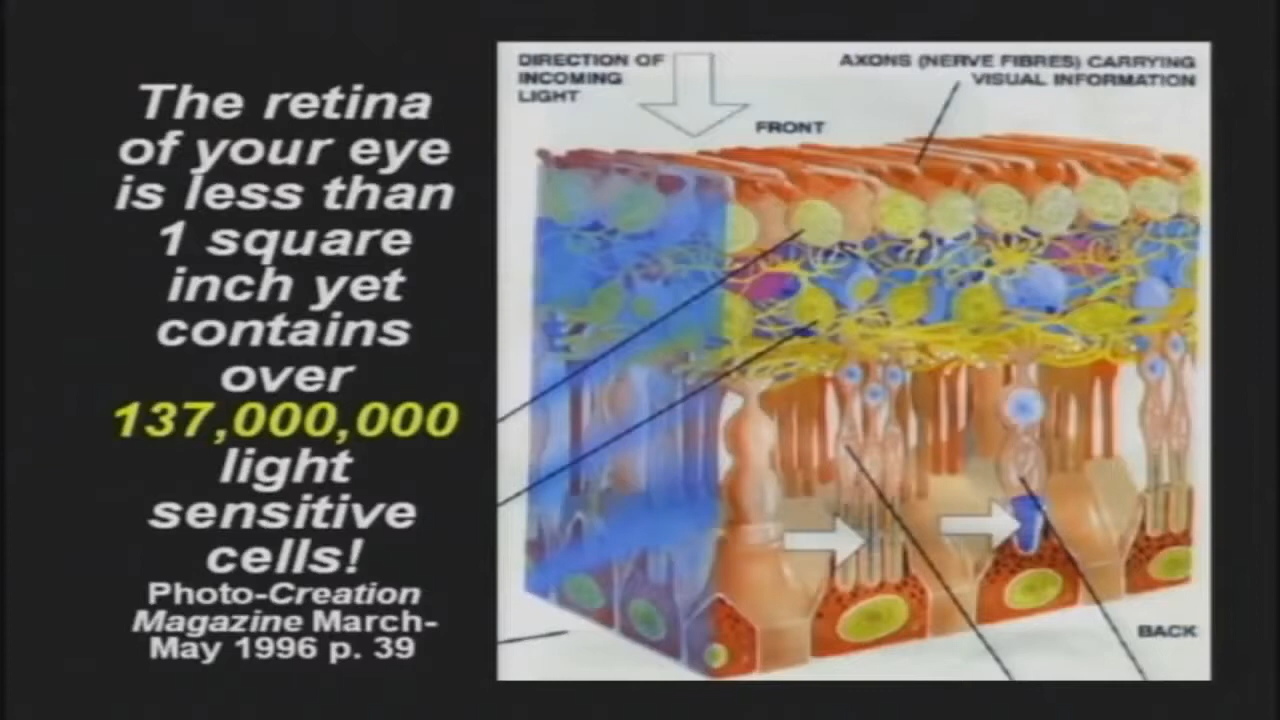 The retina
of your eye
is less than
1 square
inch yet
contains
over
137,000,000
light
sensitive
cells!
Photo-Creation
Magazine March-
May 1996 p. 39
DIRECTION OF
INCOMING
LIGHT
AXONS (NERVE FIBRES) CARRYING
VISUAL INFORMATION
FRONT
BACK